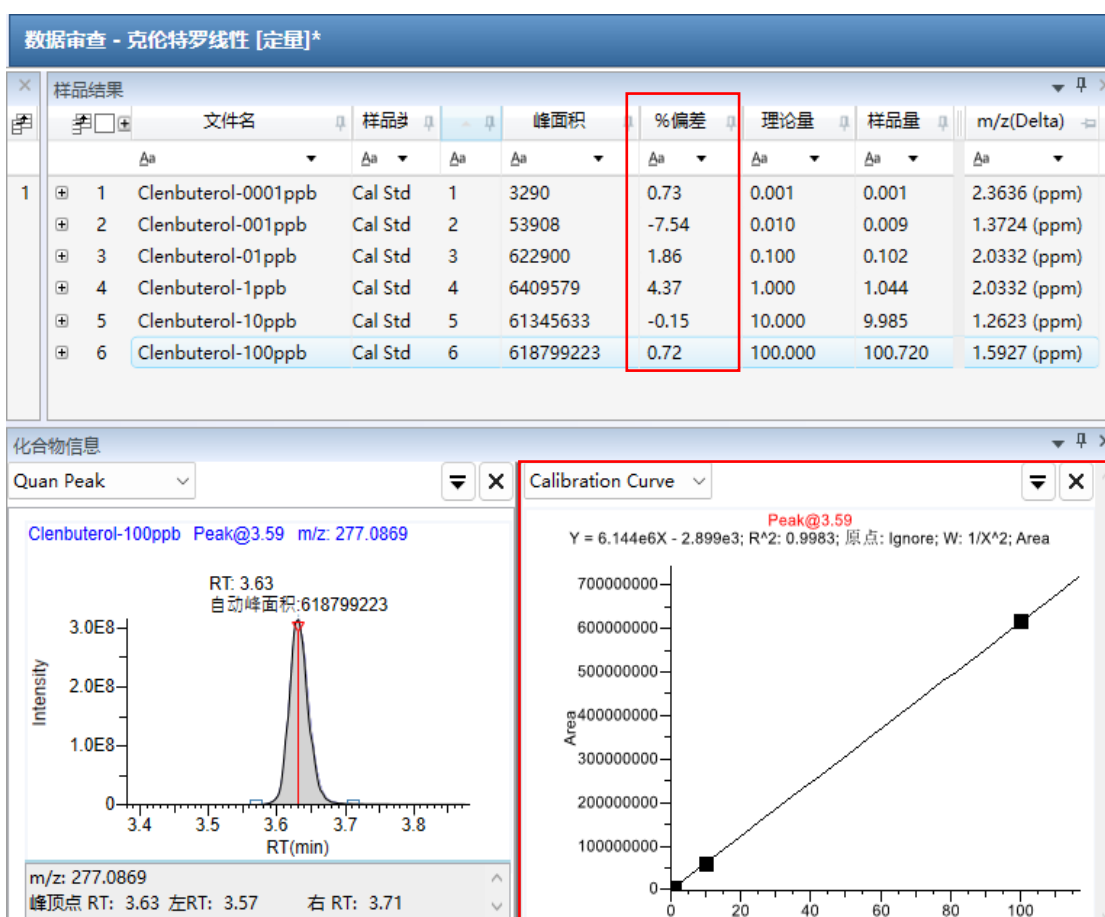 数据审查 - 克伦特罗线性 [定量]*
样品结果
文件名 样品类 峰面积 %偏差 理论量 样品量 m/z(Delta)
Aa Aa Aa Aa Aa Aa Aa Aa
1 1 Clenbuterol-0001ppb Cal Std 1 3290 0.73 0.001 0.001 2.3636 (ppm)
2 Clenbuterol-001ppb Cal Std 2 53908 -7.54 0.010 0.009 1.3724 (ppm)
3 Clenbuterol-01ppb Cal Std 3 622900 1.86 0.100 0.102 2.0332 (ppm)
4 Clenbuterol-1ppb Cal Std 4 6409579 4.37 1.000 1.044 2.0332 (ppm)
5 Clenbuterol-10ppb Cal Std 5 61345633 -0.15 10.000 9.985 1.2623 (ppm)
6 Clenbuterol-100ppb Cal Std 6 618799223 0.72 100.000 100.720 1.5927 (ppm)
化合物信息
Quan Peak
Clenbuterol-100ppb Peak@3.59 m/z: 277.0869
RT: 3.63
自动峰面积:618799223
3.0E8
2.0E8
1.0E8
0
Intensity
3.4 3.5 3.6 3.7 3.8
RT(min)
m/z: 277.0869
峰顶点 RT: 3.63 左RT: 3.57 右 RT: 3.71
Calibration Curve
Peak@3.59
Y = 6.144e6X - 2.899e3; R^2: 0.9983; 原点: Ignore; W: 1/X^2; Area
700000000
600000000
500000000
400000000
300000000
200000000
100000000
0
Area
0 20 40 60 80 100